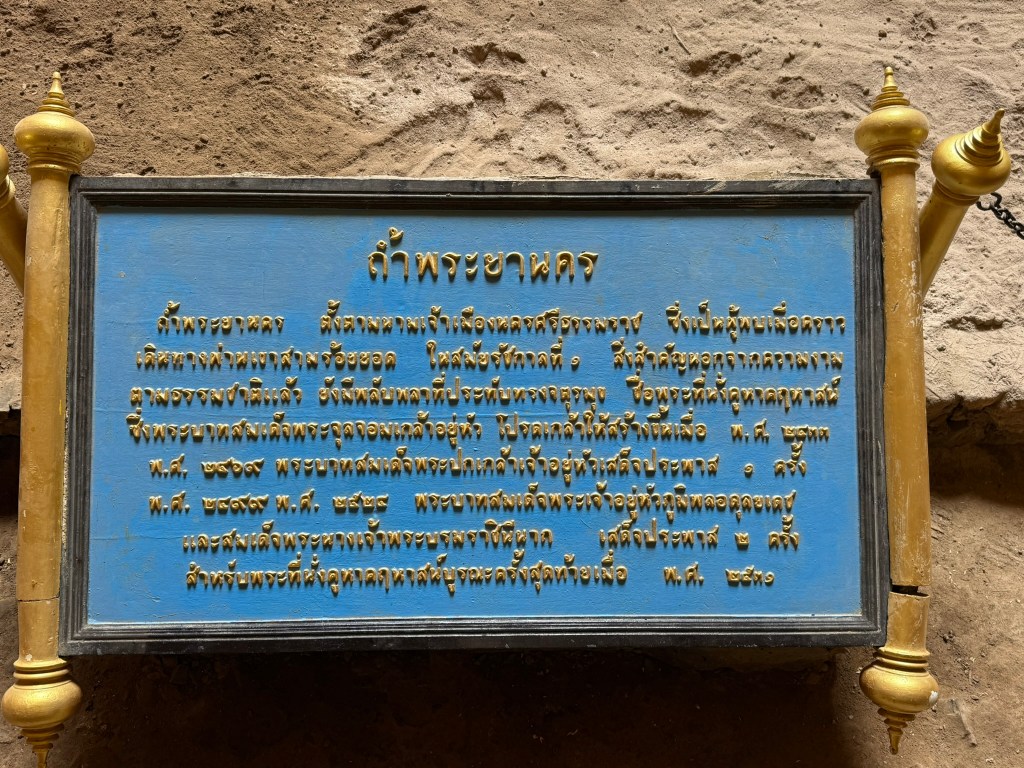 ถ้ำพระยานคร
ถ้ำพระยานคร ตั้งตามนามเจ้าเมืองนครศรีธรรมราช ซึ่งเป็นผู้พบเมื่อคราว
เดินทางผ่านเขาสามร้อยยอด ในสมัยรัชกาลที่ ๑ สิ่งสำคัญนอกจากความงาม
ตามธรรมชาติแล้ว ยังมีพลับพลาที่ประทับทรงจตุรมุข ชื่อพระที่นั่งคูหาคฤหาสน์
ซึ่งพระบาทสมเด็จพระจุลจอมเกล้าอยู่หัว โปรดเกล้าให้สร้างขึ้นเมื่อ พ.ศ. ๒๔๓๓
พ.ศ. ๒๔๖๙ พระบาทสมเด็จพระปกเกล้าเจ้าอยู่หัวเสด็จประพาส ๑ ครั้ง
พ.ศ. ๒๔๙๙ พ.ศ. ๒๕๒๔ พระบาทสมเด็จพระเจ้าอยู่หัวภูมิพลอดุลยเดช
และสมเด็จพระนางเจ้าพระบรมราชินีนาถ เสด็จประพาส ๒ ครั้ง
สำหรับพระที่นั่งคูหาคฤหาสน์บูรณะครั้งสุดท้ายเมื่อ พ.ศ. ๒๕๓๑